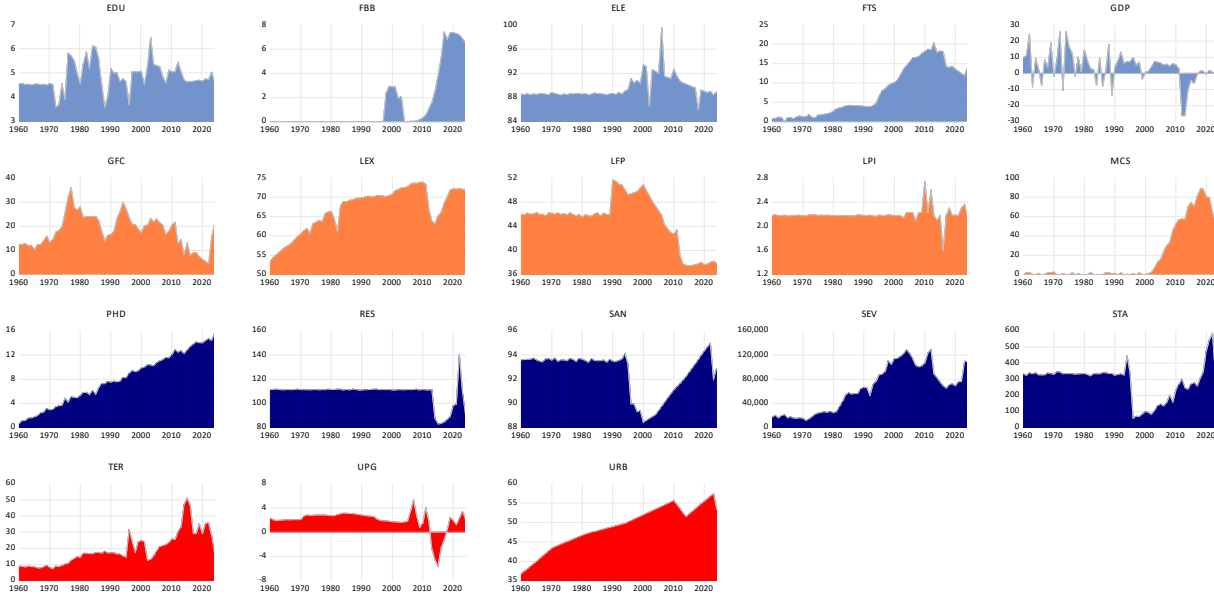 EDU FBB ELE FTS GDP
7 8 100 25 30
6 6 96 20 20
5 4 92 15 10
4 2 88 10 0
3 0 84 5 -10
0 -20
-30
1960 1970 1980 1990 2000 2010 2020 1960 1970 1980 1990 2000 2010 2020 1960 1970 1980 1990 2000 2010 2020 1960 1970 1980 1990 2000 2010 2020 1960 1970 1980 1990 2000 2010 2020
GFC LEX LFP LPI MCS
40 75 52 2.8 100
30 70 48 2.4 80
20 65 44 2.0 60
10 60 40 1.6 40
0 55 36 1.2 20
50 0
1960 1970 1980 1990 2000 2010 2020 1960 1970 1980 1990 2000 2010 2020 1960 1970 1980 1990 2000 2010 2020 1960 1970 1980 1990 2000 2010 2020 1960 1970 1980 1990 2000 2010 2020
PHD RES SAN SEV STA
16 160 96 160,000 600
12 140 94 120,000 500
8 120 92 80,000 400
4 100 90 40,000 300
0 80 88 0 200
100
0
1960 1970 1980 1990 2000 2010 2020 1960 1970 1980 1990 2000 2010 2020 1960 1970 1980 1990 2000 2010 2020 1960 1970 1980 1990 2000 2010 2020 1960 1970 1980 1990 2000 2010 2020
TER UPG URB
60 8 60
50 4 55
40 0 50
30 -4 45
20 -8 40
10 35
0
1960 1970 1980 1990 2000 2010 2020 1960 1970 1980 1990 2000 2010 2020 1960 1970 1980 1990 2000 2010 2020